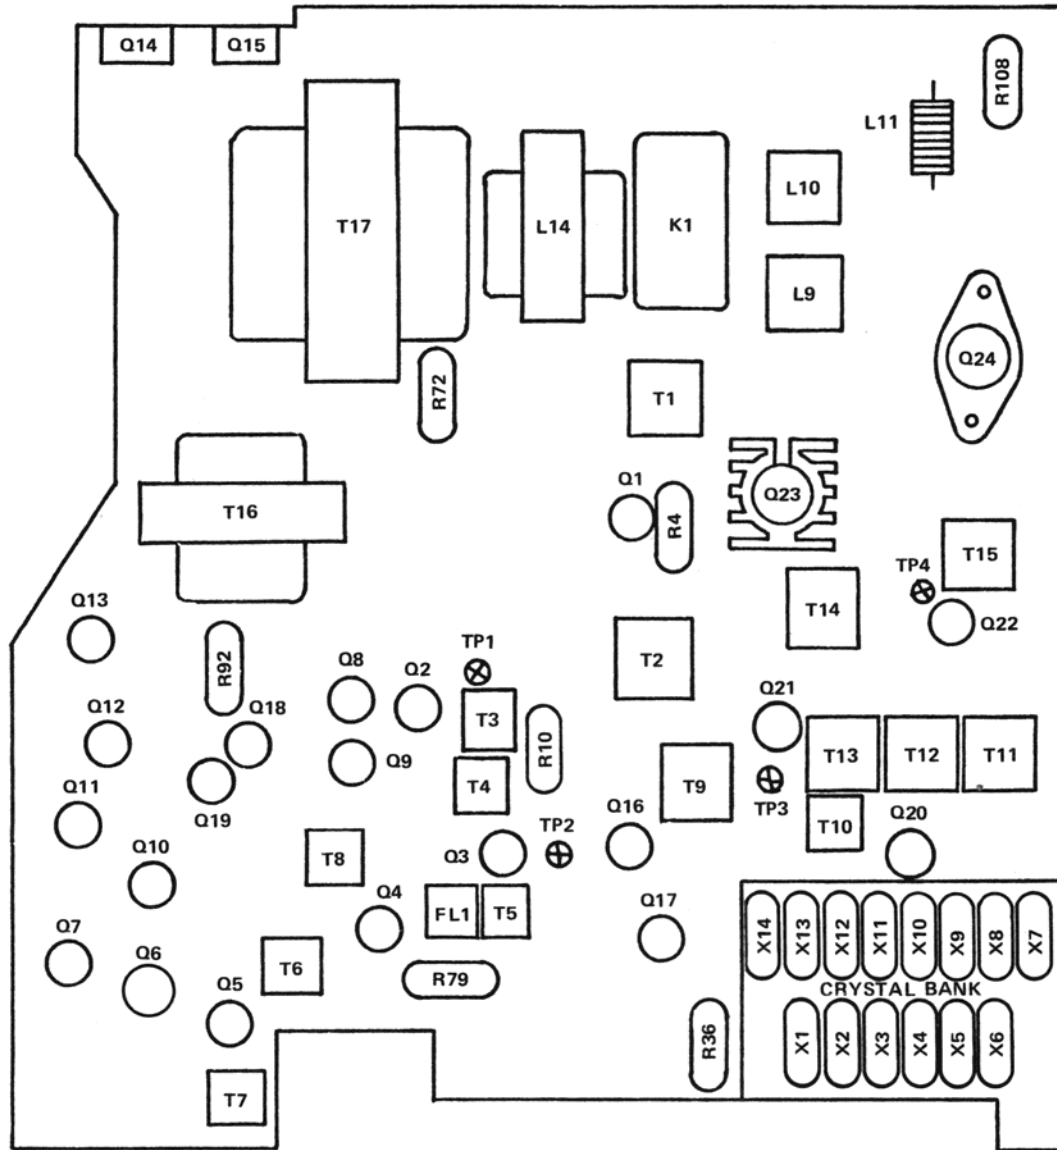 Q14
Q15
R108
L11
L10
T17
L14
K1
L9
Q24
R72
T1
Q1
Q23
T16
R4
T15
TP4
Q13
T14
Q22
TP1
R92
Q8
Q2
T2
Q18
Q21
Q12
T3
R10
Q9
T13
T12
T11
T4
T9
Q11
TP3
Q19
TP2
Q16
Q20
T10
Q10
Q3
T8
Q4
FL1
T5
Q17
X14
X13
X12
X11
X10
X9
X8
X7
Q7
Q6
T6
R79
CRYSTAL BANK
Q5
R36
X1
X2
X3
X4
X5
X6
T7